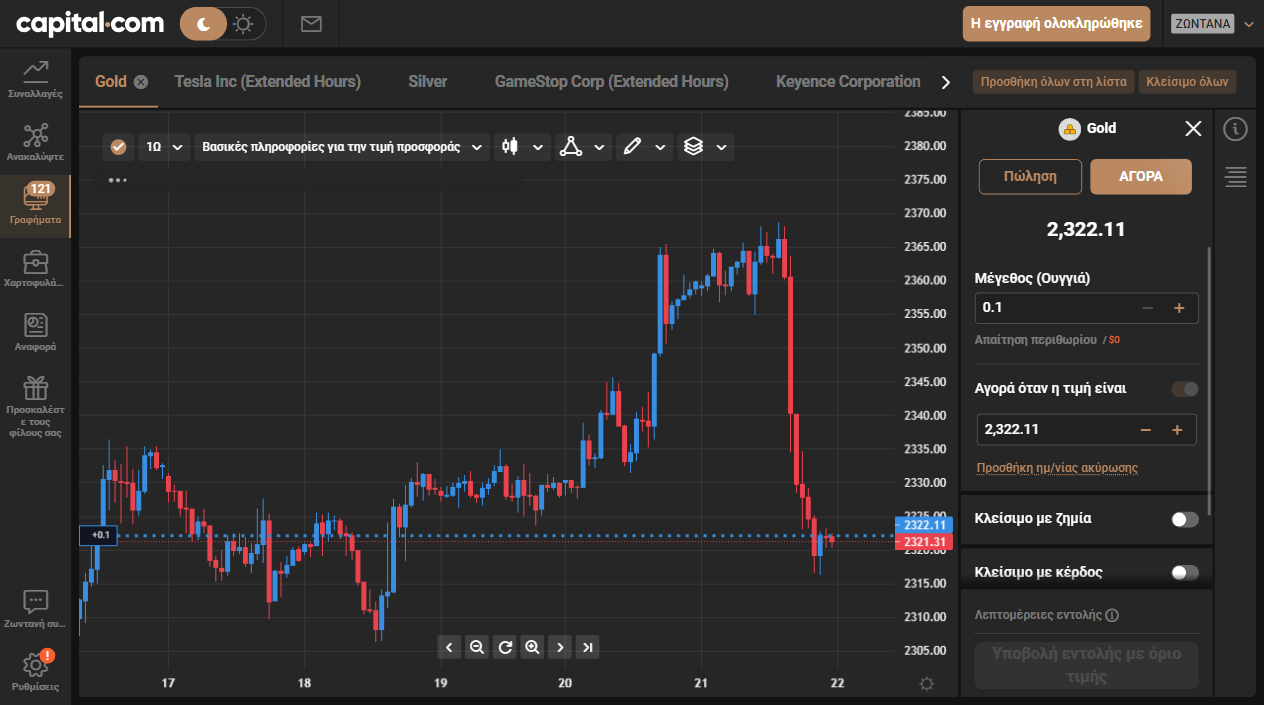 capital.com
Η εγγραφή ολοκληρώθηκε
ΖΩΝΤΑΝΑ
Συναλλαγές
Ανακαλύψτε
121
Γραφήματα
Χαρτοφυλά...
Αναφορά
Προσκαλέστ
ε τους
φίλους σας
Ζωντανή συ...
!
Ρυθμίσεις
Gold
Tesla Inc (Extended Hours)
Silver
GameStop Corp (Extended Hours)
Keyence Corporation
Προσθήκη όλων στη λίστα
Κλείσιμο όλων
1Ω
Βασικές πληροφορίες για την τιμή προσφοράς
2385.00
2380.00
2375.00
2370.00
2365.00
2360.00
2355.00
2350.00
2345.00
2340.00
2335.00
2330.00
2325.00
2322.11
2321.31
2320.00
2315.00
2310.00
2305.00
+0.1
17
18
19
20
21
22
Gold
Πώληση
ΑΓΟΡΑ
2,322.11
Μέγεθος (Ουγγιά)
0.1
Απαίτηση περιθωρίου / $0
Αγορά όταν η τιμή είναι
2,322.11
Προσθήκη ημ/νίας ακύρωσης
Κλείσιμο με ζημία
Κλείσιμο με κέρδος
Λεπτομέρειες εντολής
Υποβολή εντολής με όριο
τιμής